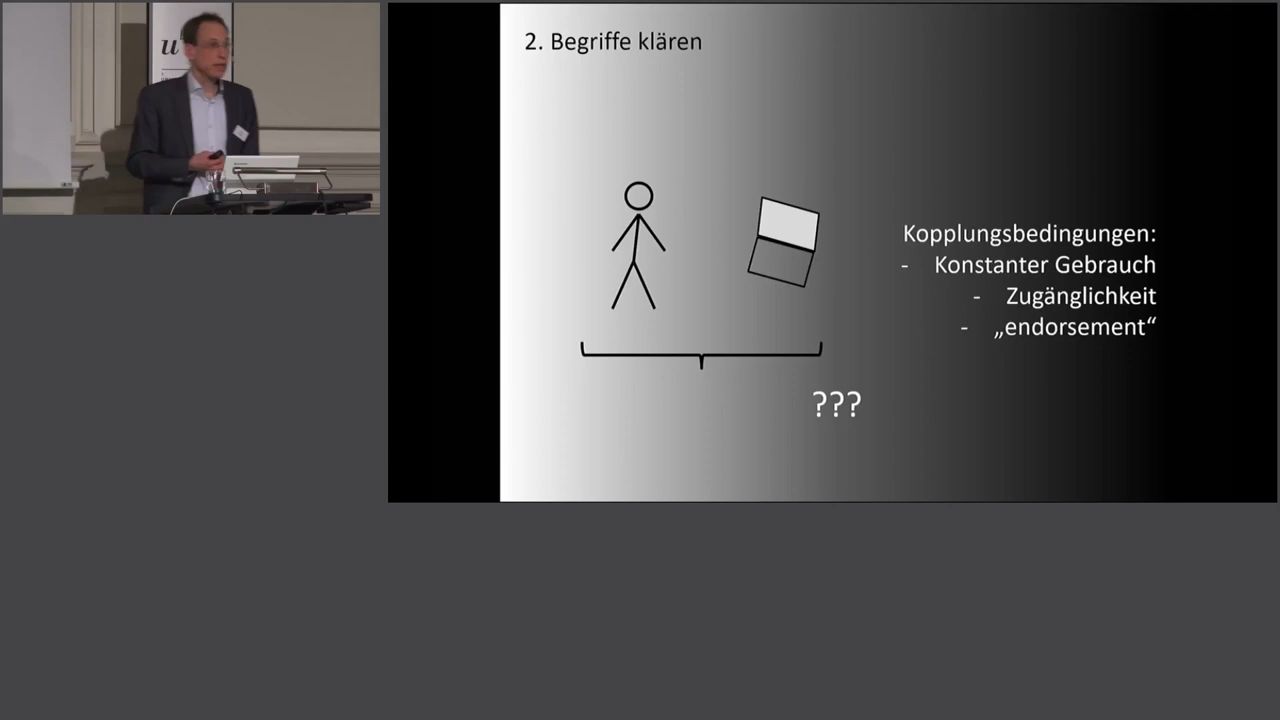 u
2. Begriffe klären
Kopplungsbedingungen:
- Konstanter Gebrauch
- Zugänglichkeit
- „endorsement“
???